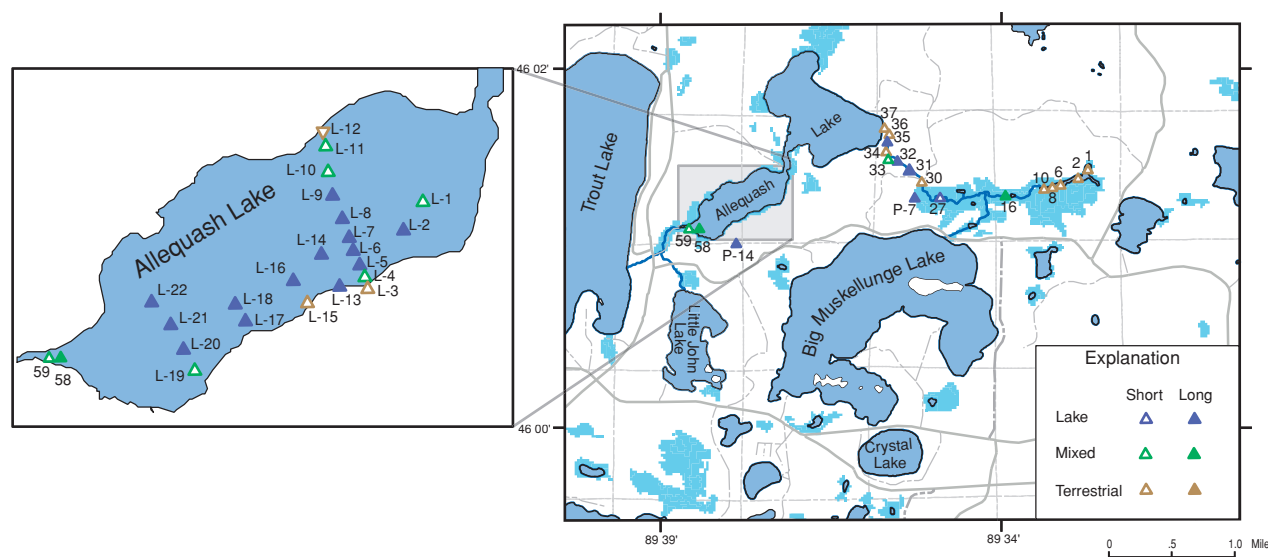 46 02'
46 00'
89 39'
89 34'
Allequash Lake
L-12
L-11
L-10
L-9
L-1
L-8
L-2
L-7
L-14
L-6
L-5
L-4
L-16
L-3
L-13
L-22
L-18
L-15
L-21
L-17
L-20
L-19
59
58
Trout Lake
Lake
Allequash
37
36
35
34
32
33
31
30
P-7
27
16
10
8
6
2
1
59
58
P-14
Little John
Lake
Big Muskellunge Lake
Crystal
Lake
Explanation
Short Long
Lake
Mixed
Terrestrial
0 .5 1.0 Mile